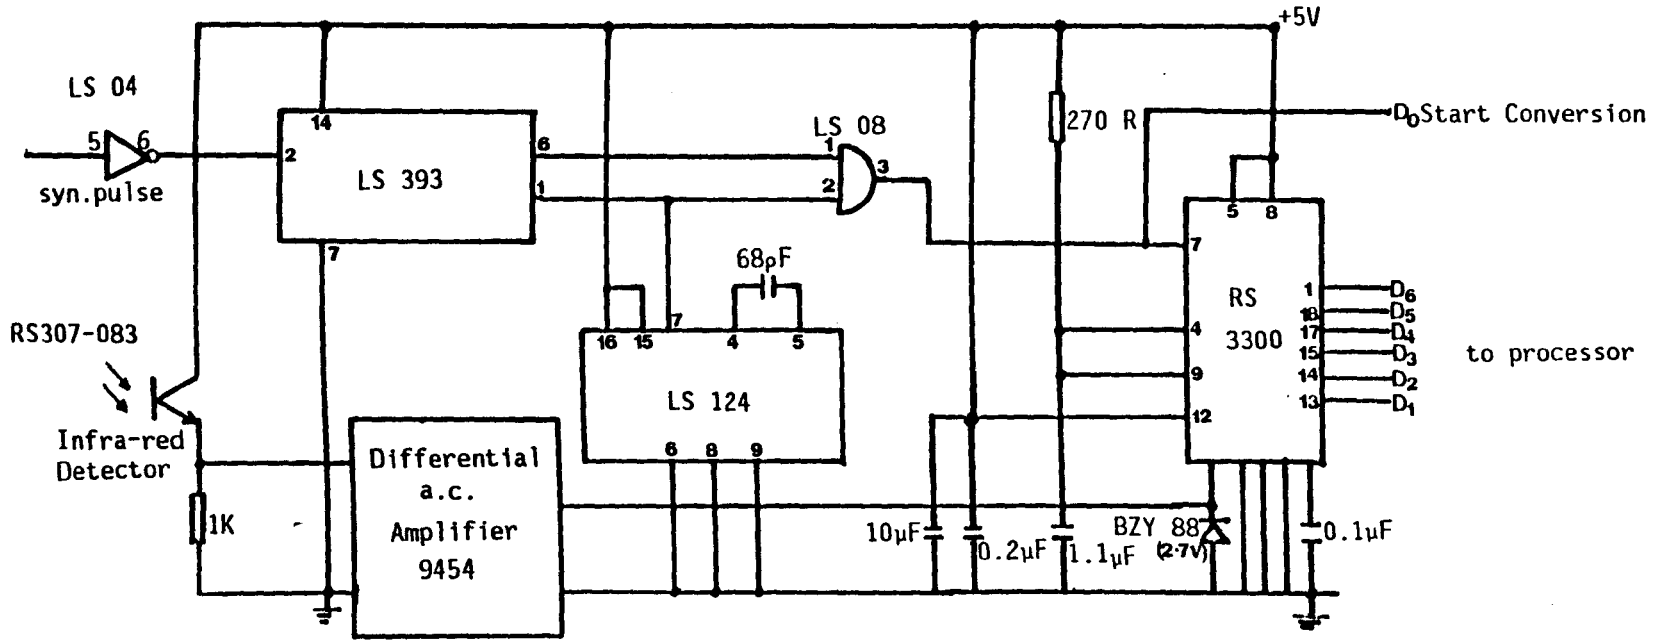 +5V
LS 04
5 6
syn.pulse
14
2
LS 393
6
1
7
LS 08
1
2
3
270 R
D0 Start Conversion
5 8
7
RS
3300
4
9
12
1 D6
18 D5
17 D4
15 D3
14 D2
13 D1
to processor
68pF
16 15 7 4 5
LS 124
6 8 9
RS307-083
Infra-red
Detector
1K
Differential
a.c.
Amplifier
9454
10µF
0.2µF
1.1µF
BZY 88
(2·7V)
0.1µF